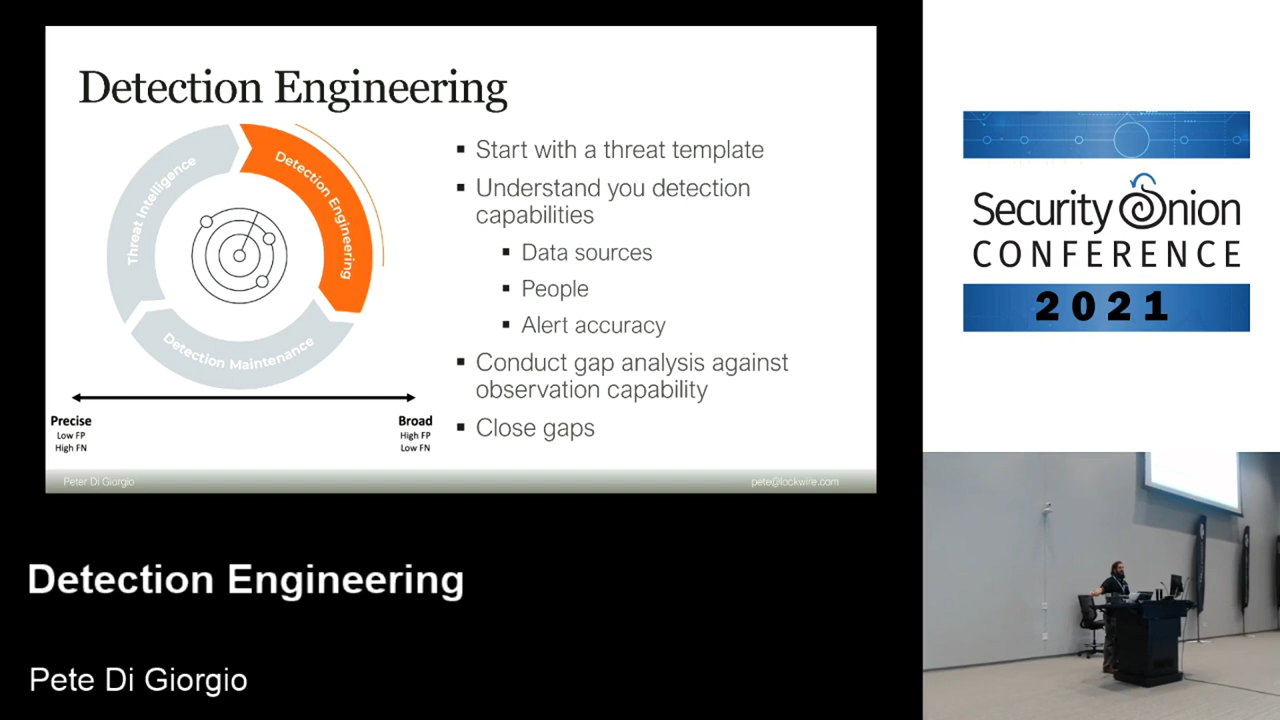 Detection Engineering
Threat Intelligence
Detection Engineering
Detection Maintenance
Precise
Low FP
High FN
Broad
High FP
Low FN
▪ Start with a threat template
▪ Understand you detection
capabilities
▪ Data sources
▪ People
▪ Alert accuracy
▪ Conduct gap analysis against
observation capability
▪ Close gaps
Peter Di Giorgio
pete@lockwire.com
Security Onion
CONFERENCE
2021
Detection Engineering
Pete Di Giorgio